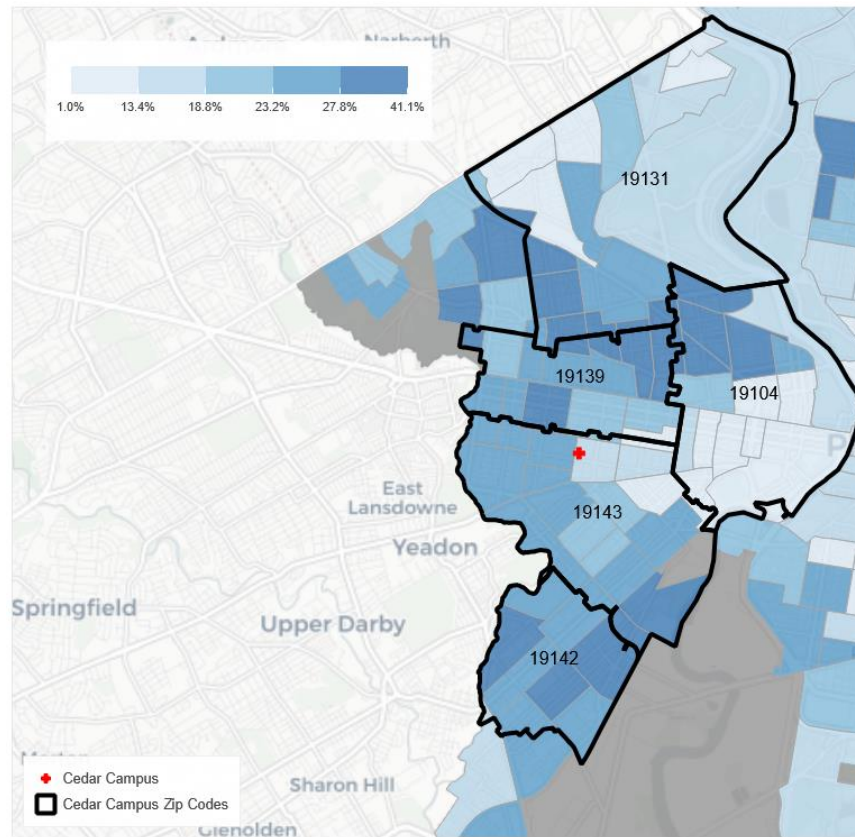 Narberth
1.0% 13.4% 18.8% 23.2% 27.8% 41.1%
19131
19139
19104
P
East
Lansdowne
19143
Yeadon
Springfield
Upper Darby
19142
Cedar Campus
Sharon Hill
Cedar Campus Zip Codes
Glenolden